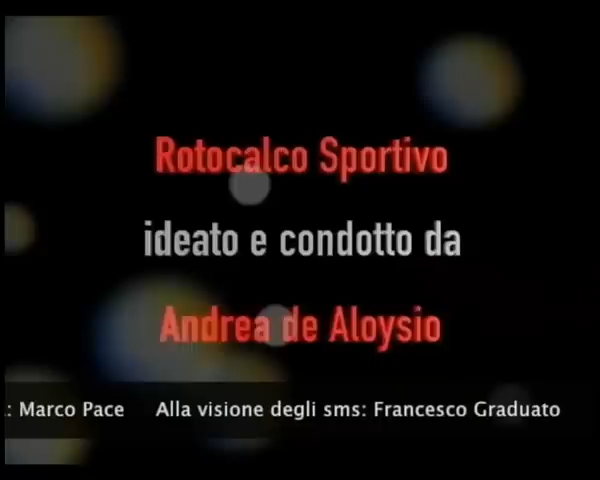 Rotocalco Sportivo
ideato e condotto da
Andrea de Aloysio
.: Marco Pace Alla visione degli sms: Francesco Graduato